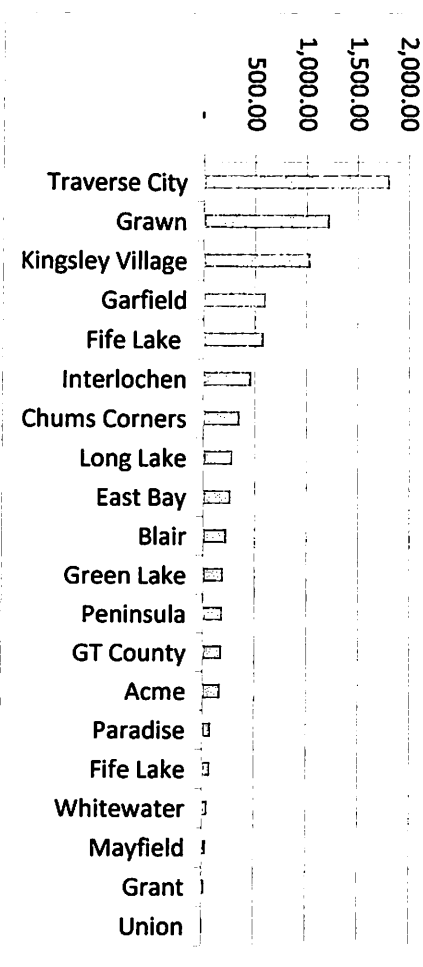 2,000.00
1,500.00
1,000.00
500.00
-
Traverse City
Grawn
Kingsley Village
Garfield
Fife Lake
Interlochen
Chums Corners
Long Lake
East Bay
Blair
Green Lake
Peninsula
GT County
Acme
Paradise
Fife Lake
Whitewater
Mayfield
Grant
Union